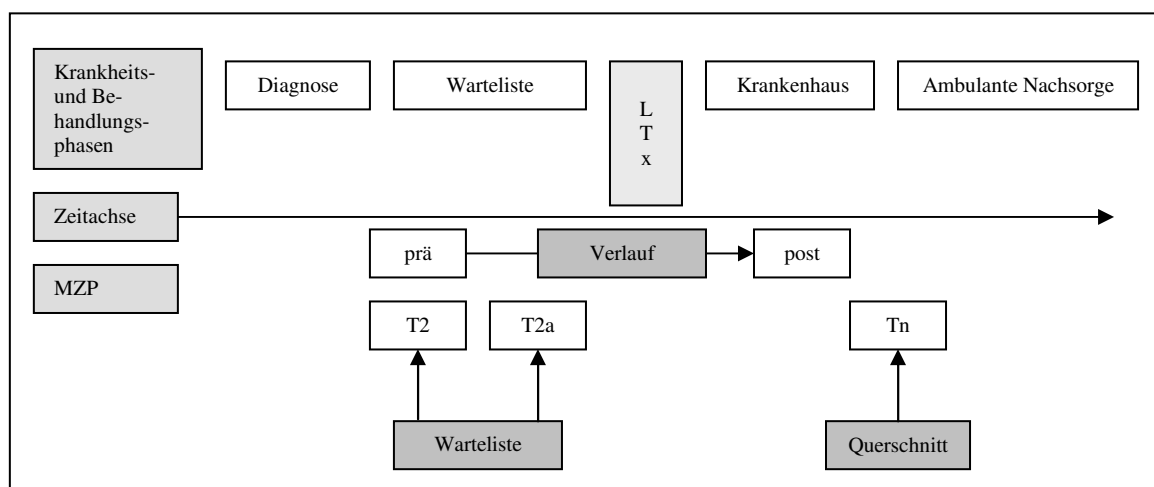 Krankheits-
und Be-
handlungs-
phasen
Diagnose
Warteliste
L
T
x
Krankenhaus
Ambulante Nachsorge
Zeitachse
prä
Verlauf
post
MZP
T2
T2a
Tn
Warteliste
Querschnitt